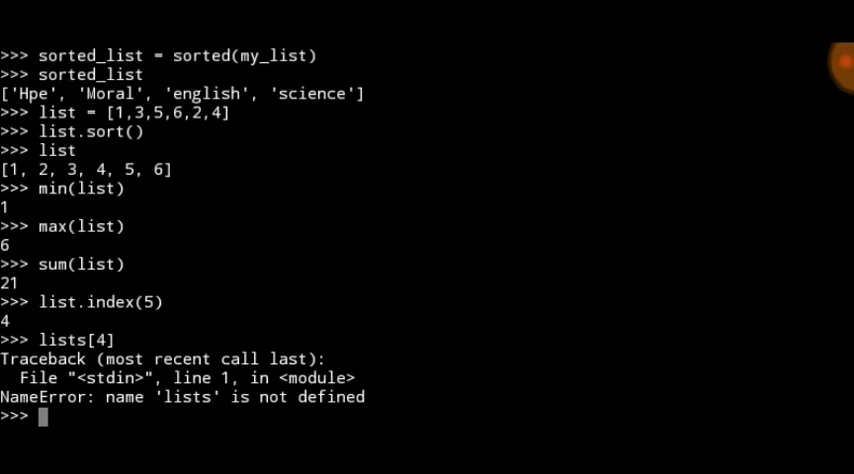 >>> sorted_list = sorted(my_list)
>>> sorted_list
['Hpe', 'Moral', 'english', 'science']
>>> list = [1,3,5,6,2,4]
>>> list.sort()
>>> list
[1, 2, 3, 4, 5, 6]
>>> min(list)
1
>>> max(list)
6
>>> sum(list)
21
>>> list.index(5)
4
>>> lists[4]
Traceback (most recent call last):
  File "<stdin>", line 1, in <module>
NameError: name 'lists' is not defined
>>>